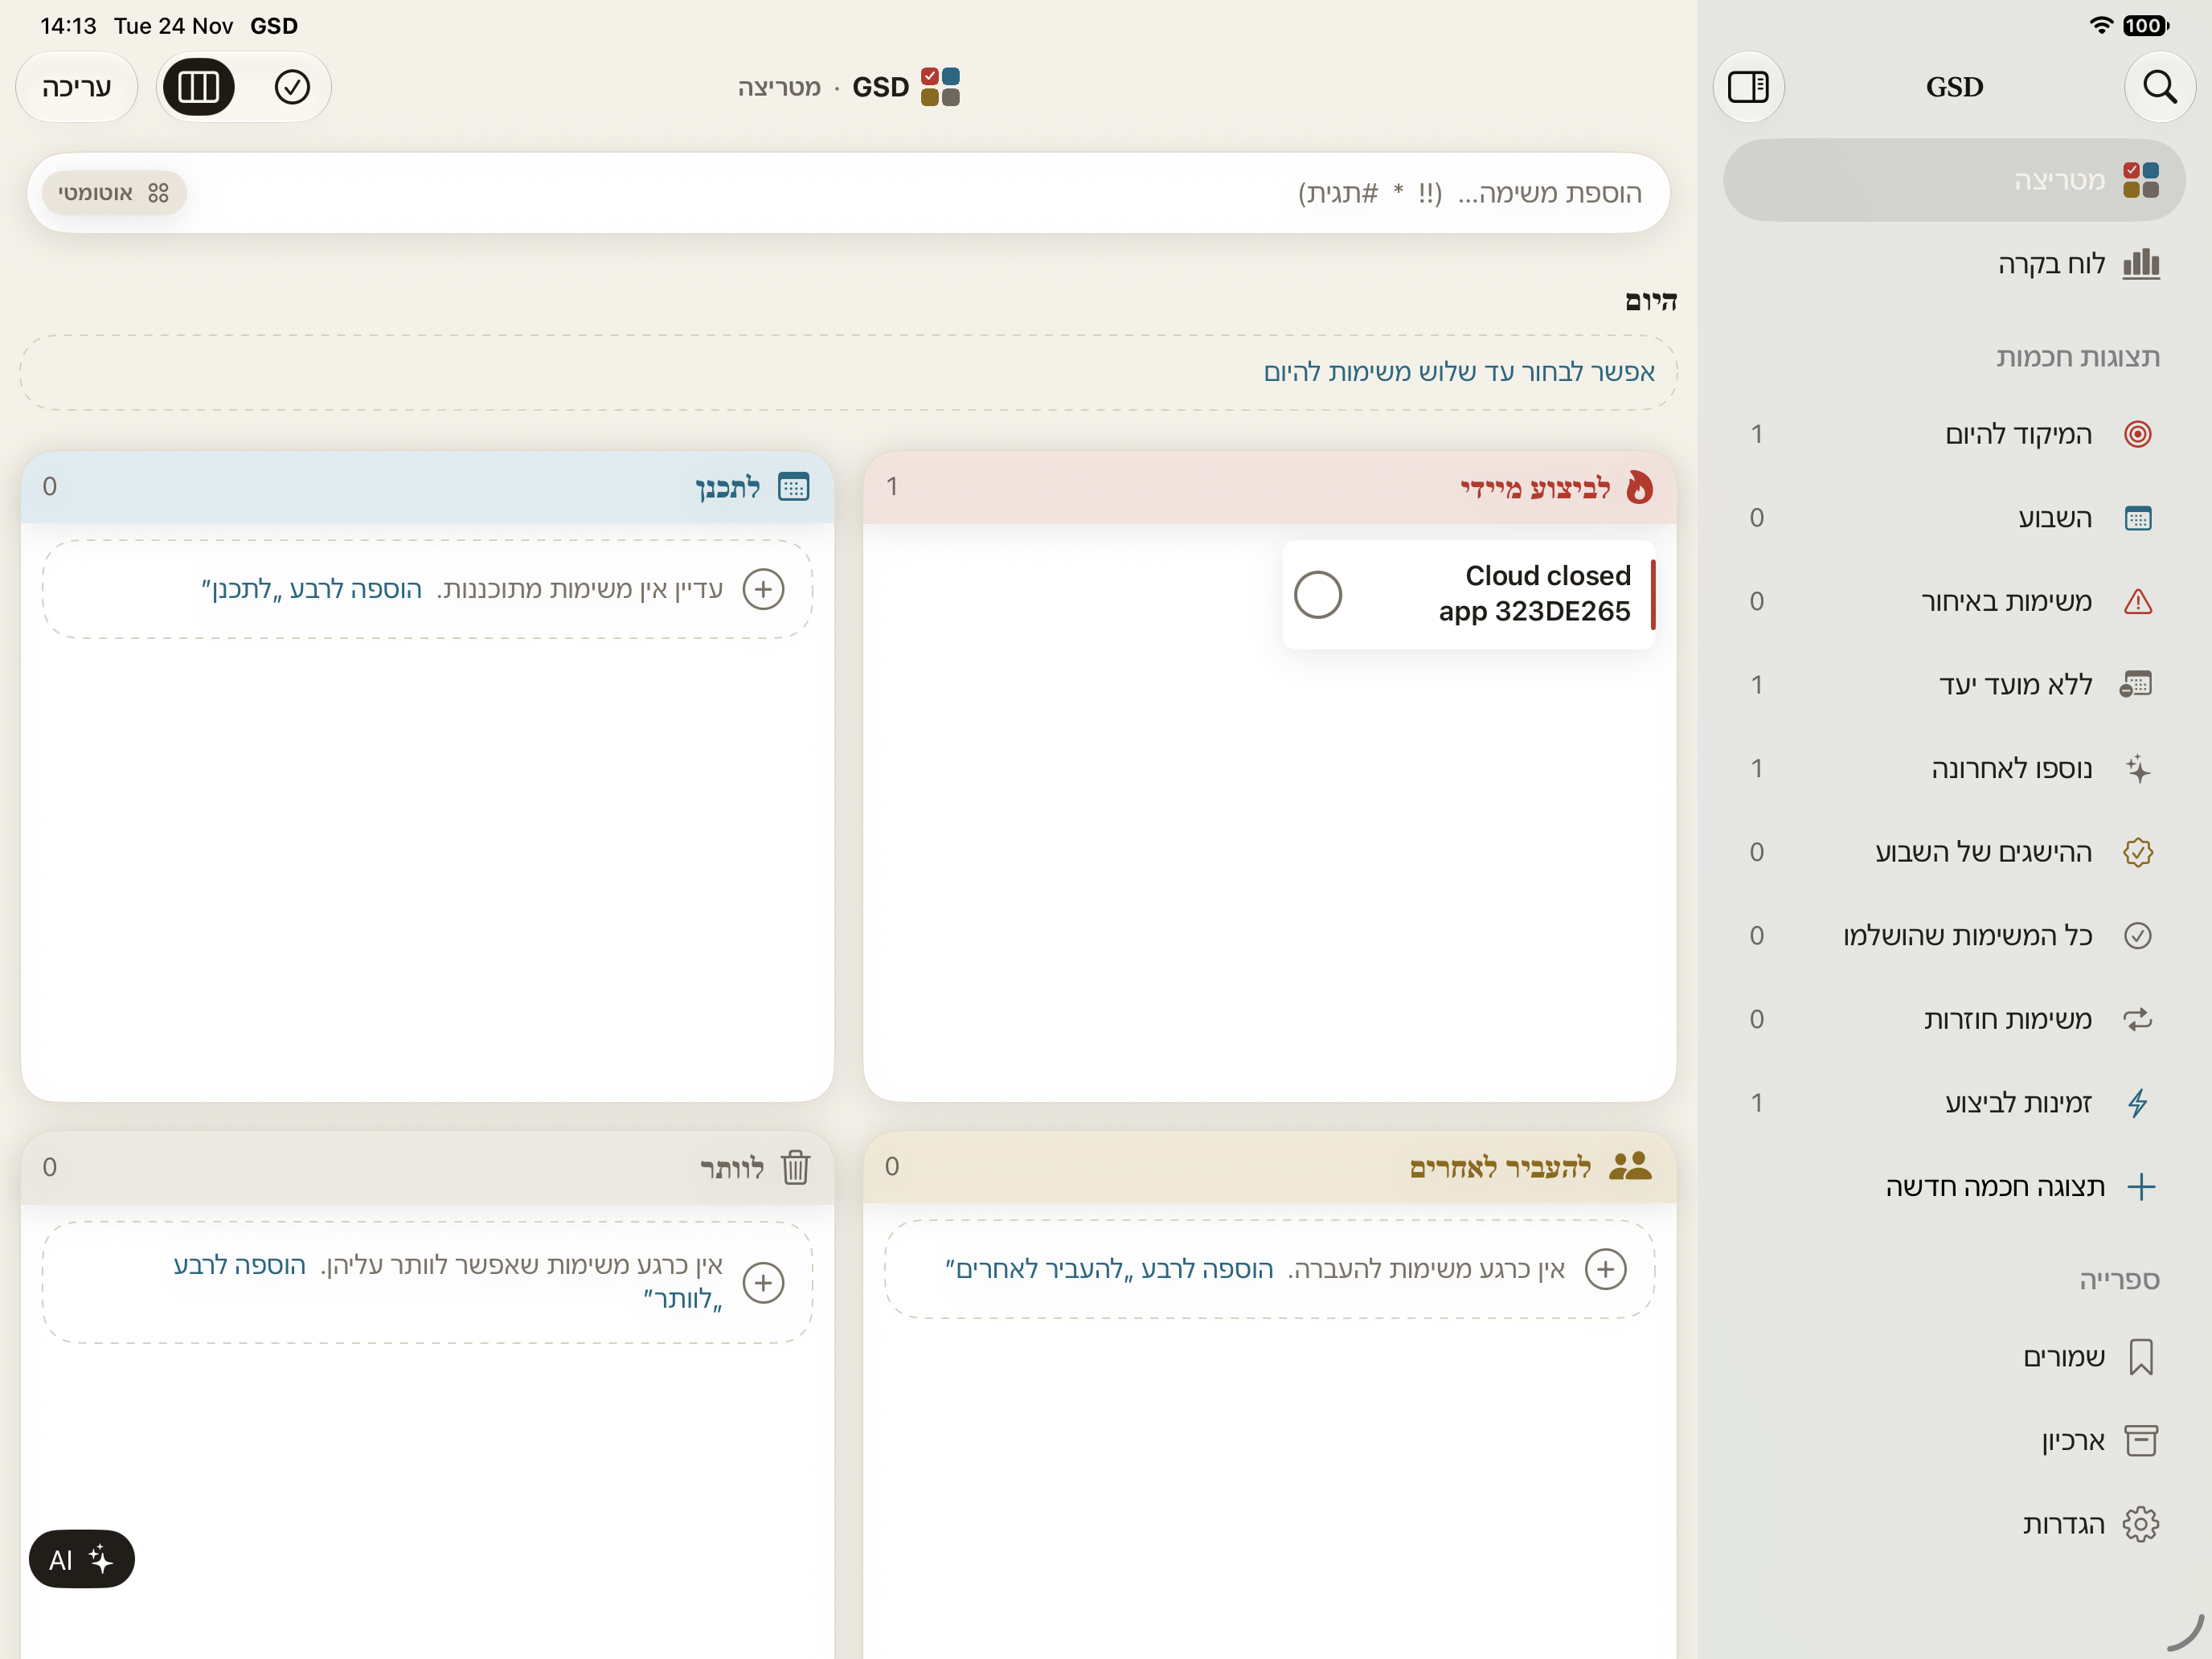 14:13 Tue 24 Nov GSD
100
GSD
מטריצה
לוח בקרה
תצוגות חכמות
המיקוד להיום 1
השבוע 0
משימות באיחור 0
ללא מועד יעד 1
נוספו לאחרונה 1
ההישגים של השבוע 0
כל המשימות שהושלמו 0
משימות חוזרות 0
זמינות לביצוע 1
תצוגה חכמה חדשה
ספרייה
שמורים
ארכיון
הגדרות
GSD · מטריצה
עריכה
הוספת משימה... (!! * #תגית)
אוטומטי
היום
אפשר לבחור עד שלוש משימות להיום
לביצוע מיידי 1
Cloud closed
app 323DE265
לתכנן 0
עדיין אין משימות מתוכננות. הוספה לרבע „לתכנן”
להעביר לאחרים 0
אין כרגע משימות להעברה. הוספה לרבע „להעביר לאחרים”
לוותר 0
אין כרגע משימות שאפשר לוותר עליהן. הוספה לרבע
„לוותר”
AI